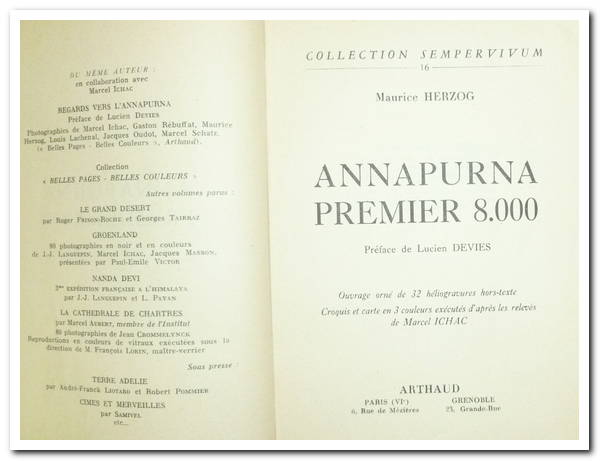 DU MÊME AUTEUR :
en collaboration avec
Marcel ICHAC
REGARDS VERS L'ANNAPURNA
Préface de Lucien DEVIES
Photographies de Marcel Ichac, Gaston Rébuffat, Maurice
Herzog, Louis Lachenal, Jacques Oudot, Marcel Schatz.
(« Belles Pages - Belles Couleurs », Arthaud).
Collection
« BELLES PAGES - BELLES COULEURS »
Autres volumes parus :
LE GRAND DESERT
par Roger FRISON-ROCHE et Georges TAIRRAZ
GROENLAND
90 photographies en noir et en couleurs
de J.-J. LANGUEPIN, Marcel ICHAC, Jacques MASSON,
présentées par Paul-Emile VICTOR
NANDA DEVI
EXPÉDITION FRANÇAISE A L'HIMALAYA
par J.-J. LANGUEPIN et L. PAYAN
LA CATHEDRALE DE CHARTRES
par Marcel AUBERT, membre de l'Institut
80 photographies de Jean CROMMELYNCK
Reproductions en couleurs de vitraux exécutées sous la
direction de M. François LORIN, maître-verrier
Sous presse :
TERRE ADELIE
par André-Franck LIOTARD et Robert POMMIER
CIMES ET MERVEILLES
par SAMIVEL
etc...
COLLECTION SEMPERVIVUM
16
Maurice HERZOG
ANNAPURNA
PREMIER 8.000
Préface de Lucien DEVIES
Ouvrage orné de 32 héliogravures hors-texte
Croquis et carte en 3 couleurs exécutés d'après les relevés
de Marcel ICHAC
ARTHAUD
PARIS (VIe) GRENOBLE
6, Rue de Mézières 23, Grande-Rue